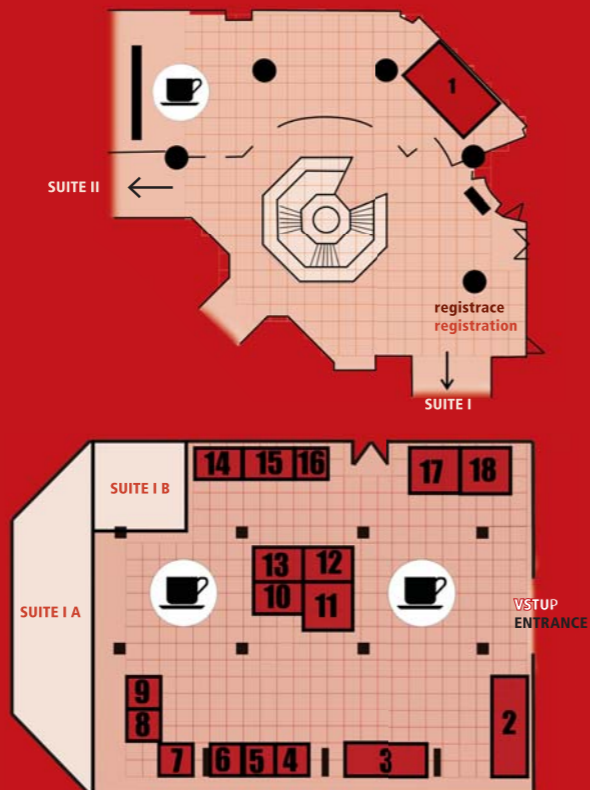 1
SUITE II
registrace
registration
SUITE I
14 15 16
17 18
SUITE I B
13 12
10 11
SUITE I A
VSTUP
ENTRANCE
9
8
2
7 6 5 4 3